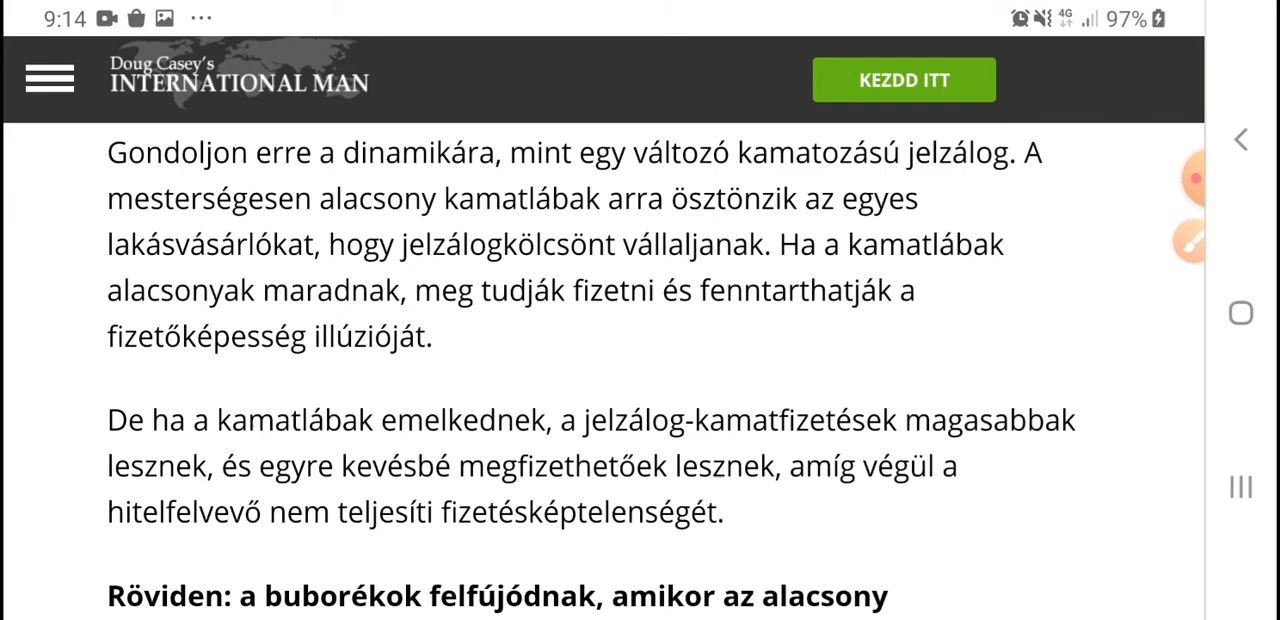 9:14 97%
4G
Doug Casey's
INTERNATIONAL MAN
KEZDD ITT
Gondoljon erre a dinamikára, mint egy változó kamatozású jelzálog. A
mesterségesen alacsony kamatlábak arra ösztönzik az egyes
lakásvásárlókat, hogy jelzálogkölcsönt vállaljanak. Ha a kamatlábak
alacsonyak maradnak, meg tudják fizetni és fenntarthatják a
fizetőképesség illúzióját.
De ha a kamatlábak emelkednek, a jelzálog-kamatfizetések magasabbak
lesznek, és egyre kevésbé megfizethetőek lesznek, amíg végül a
hitelfelvevő nem teljesíti fizetésképtelenségét.
Röviden: a buborékok felfújódnak, amikor az alacsony